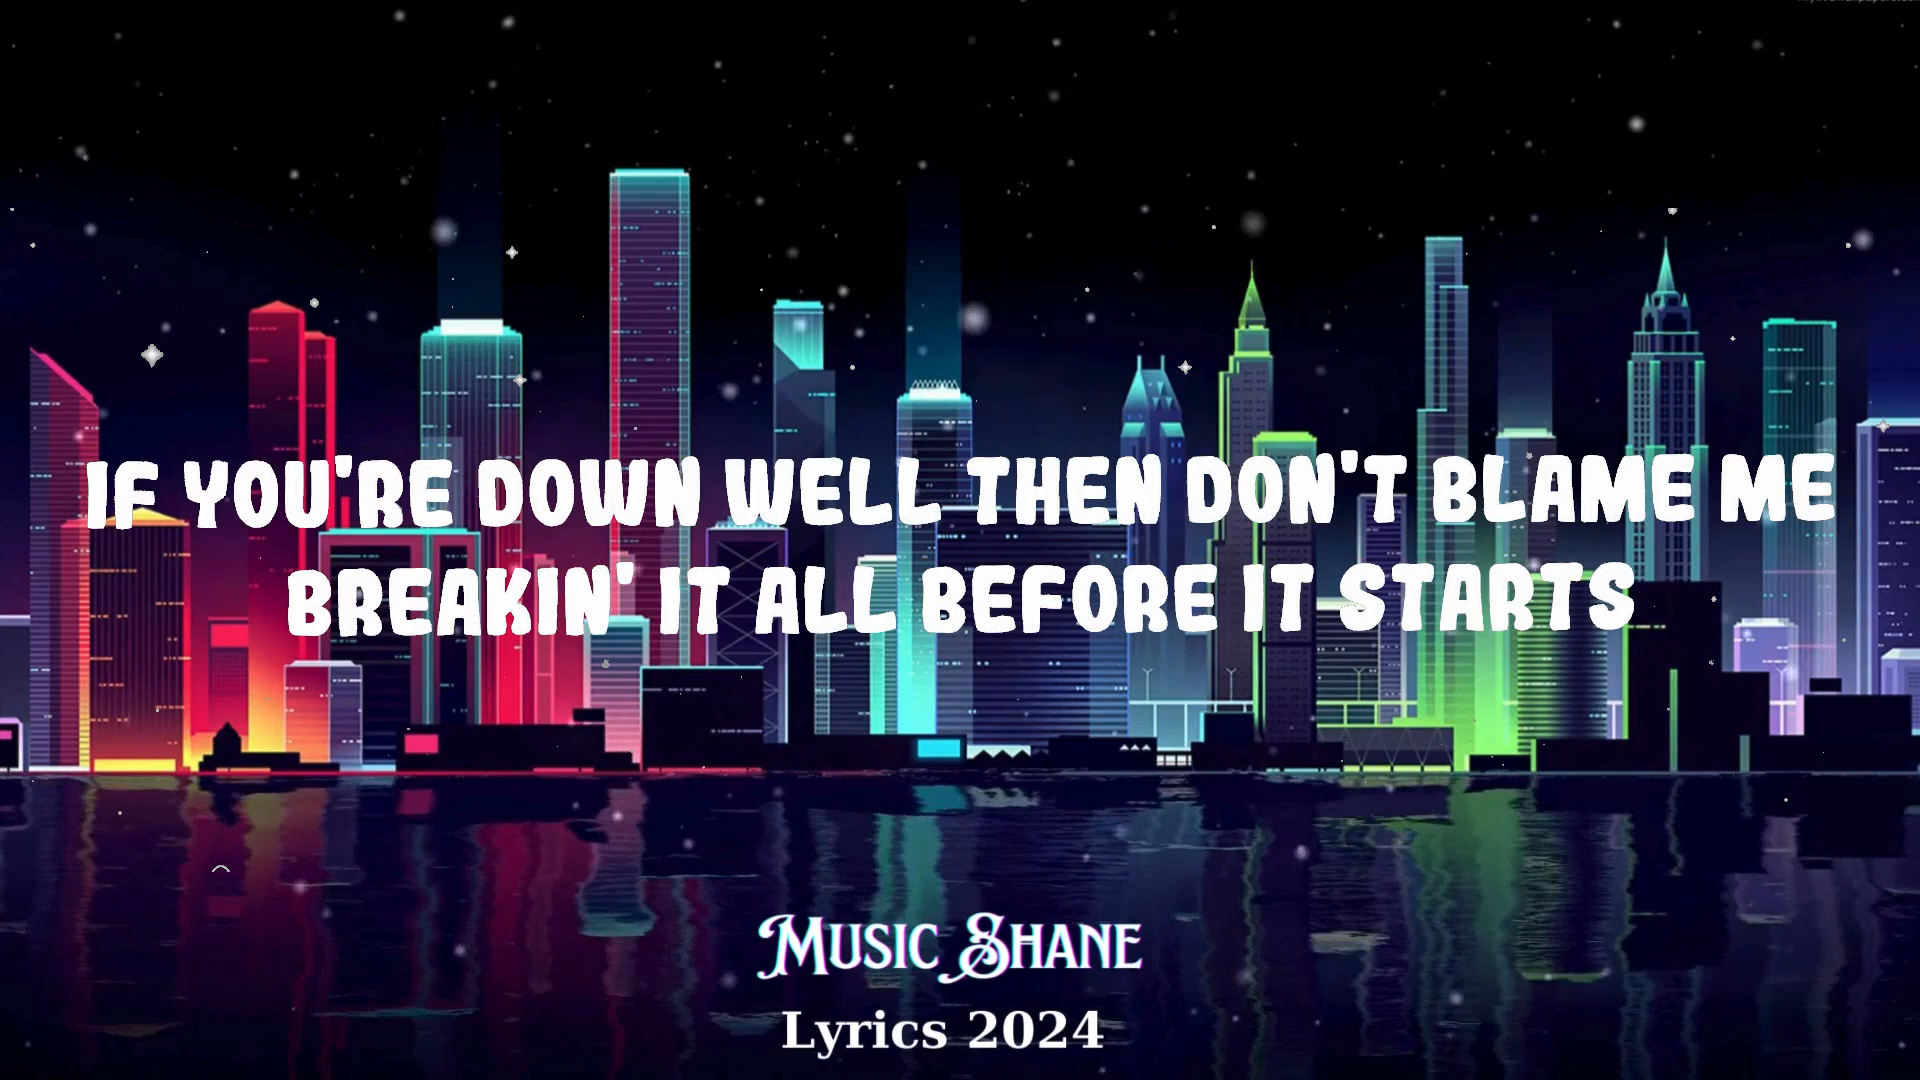 IF YOU'RE DOWN WELL THEN DON'T BLAME ME
BREAKIN' IT ALL BEFORE IT STARTS
MUSIC SHANE
Lyrics 2024